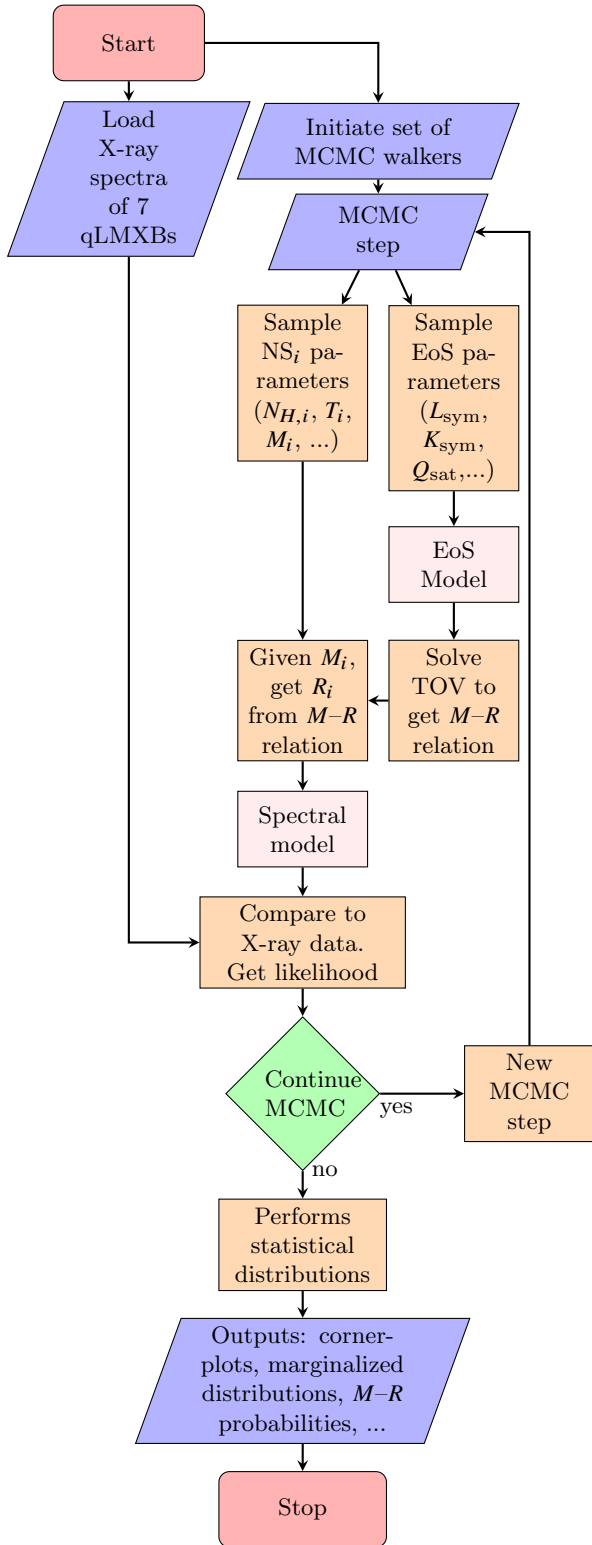 Start
Load
X-ray
spectra
of 7
qLMXBs
Initiate set of
MCMC walkers
MCMC
step
Sample
NS_i pa-
rameters
(N_{H,i}, T_i,
M_i, ...)
Sample
EoS pa-
rameters
(L_sym,
K_sym,
Q_sat,...)
EoS
Model
Given M_i,
get R_i
from M–R
relation
Solve
TOV to
get M–R
relation
Spectral
model
Compare to
X-ray data.
Get likelihood
Continue
MCMC
yes
New
MCMC
step
no
Performs
statistical
distributions
Outputs: corner-
plots, marginalized
distributions, M–R
probabilities, ...
Stop